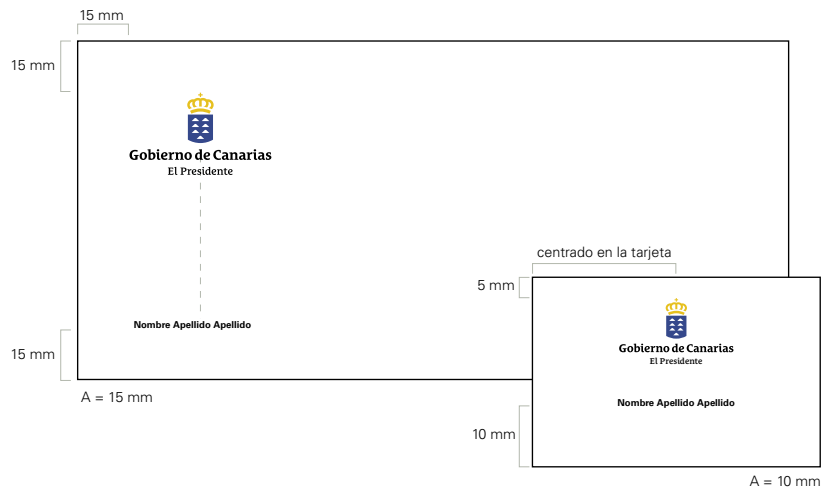 15 mm
15 mm
Gobierno de Canarias
El Presidente
Nombre Apellido Apellido
15 mm
A = 15 mm
centrado en la tarjeta
5 mm
Gobierno de Canarias
El Presidente
Nombre Apellido Apellido
10 mm
A = 10 mm